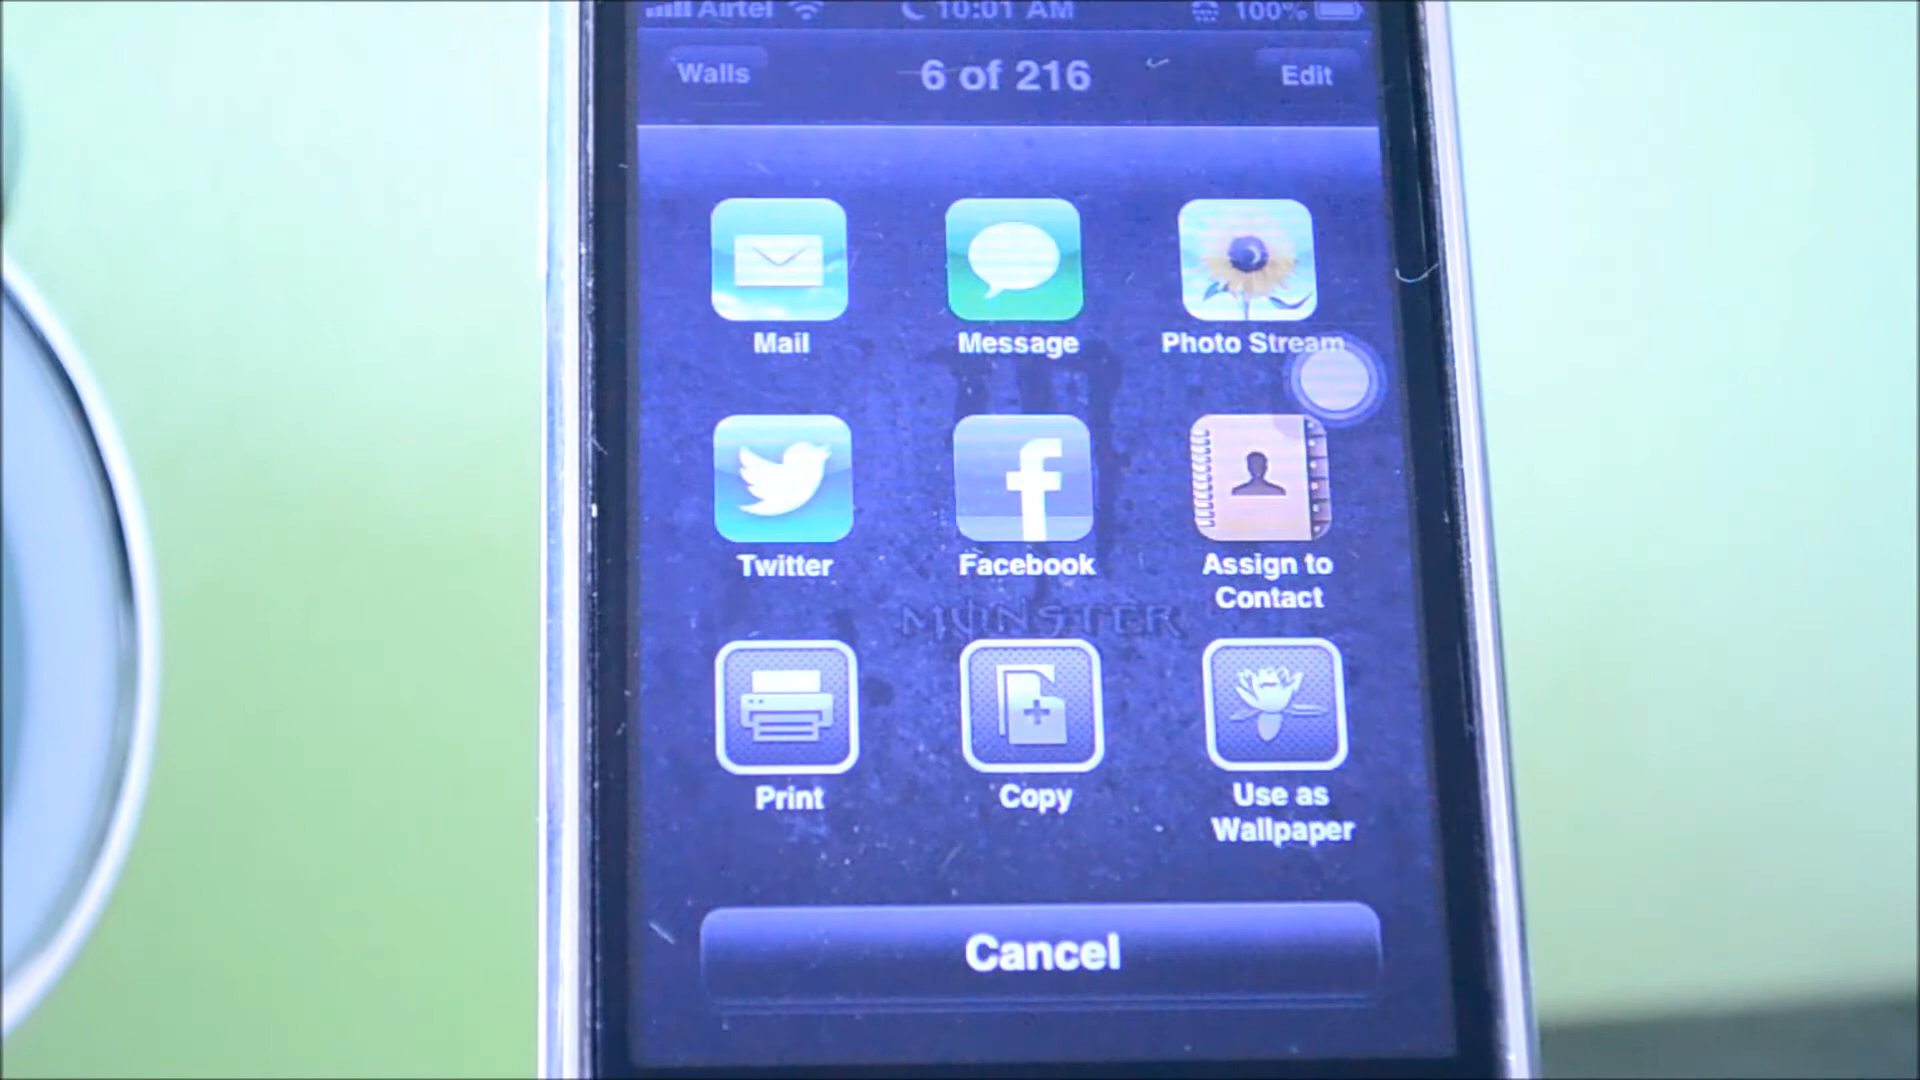 Airtel 10:01 AM 100%
Walls 6 of 216 Edit
Mail Message Photo Stream
Twitter Facebook Assign to
Contact
MONSTER
Print Copy Use as
Wallpaper
Cancel